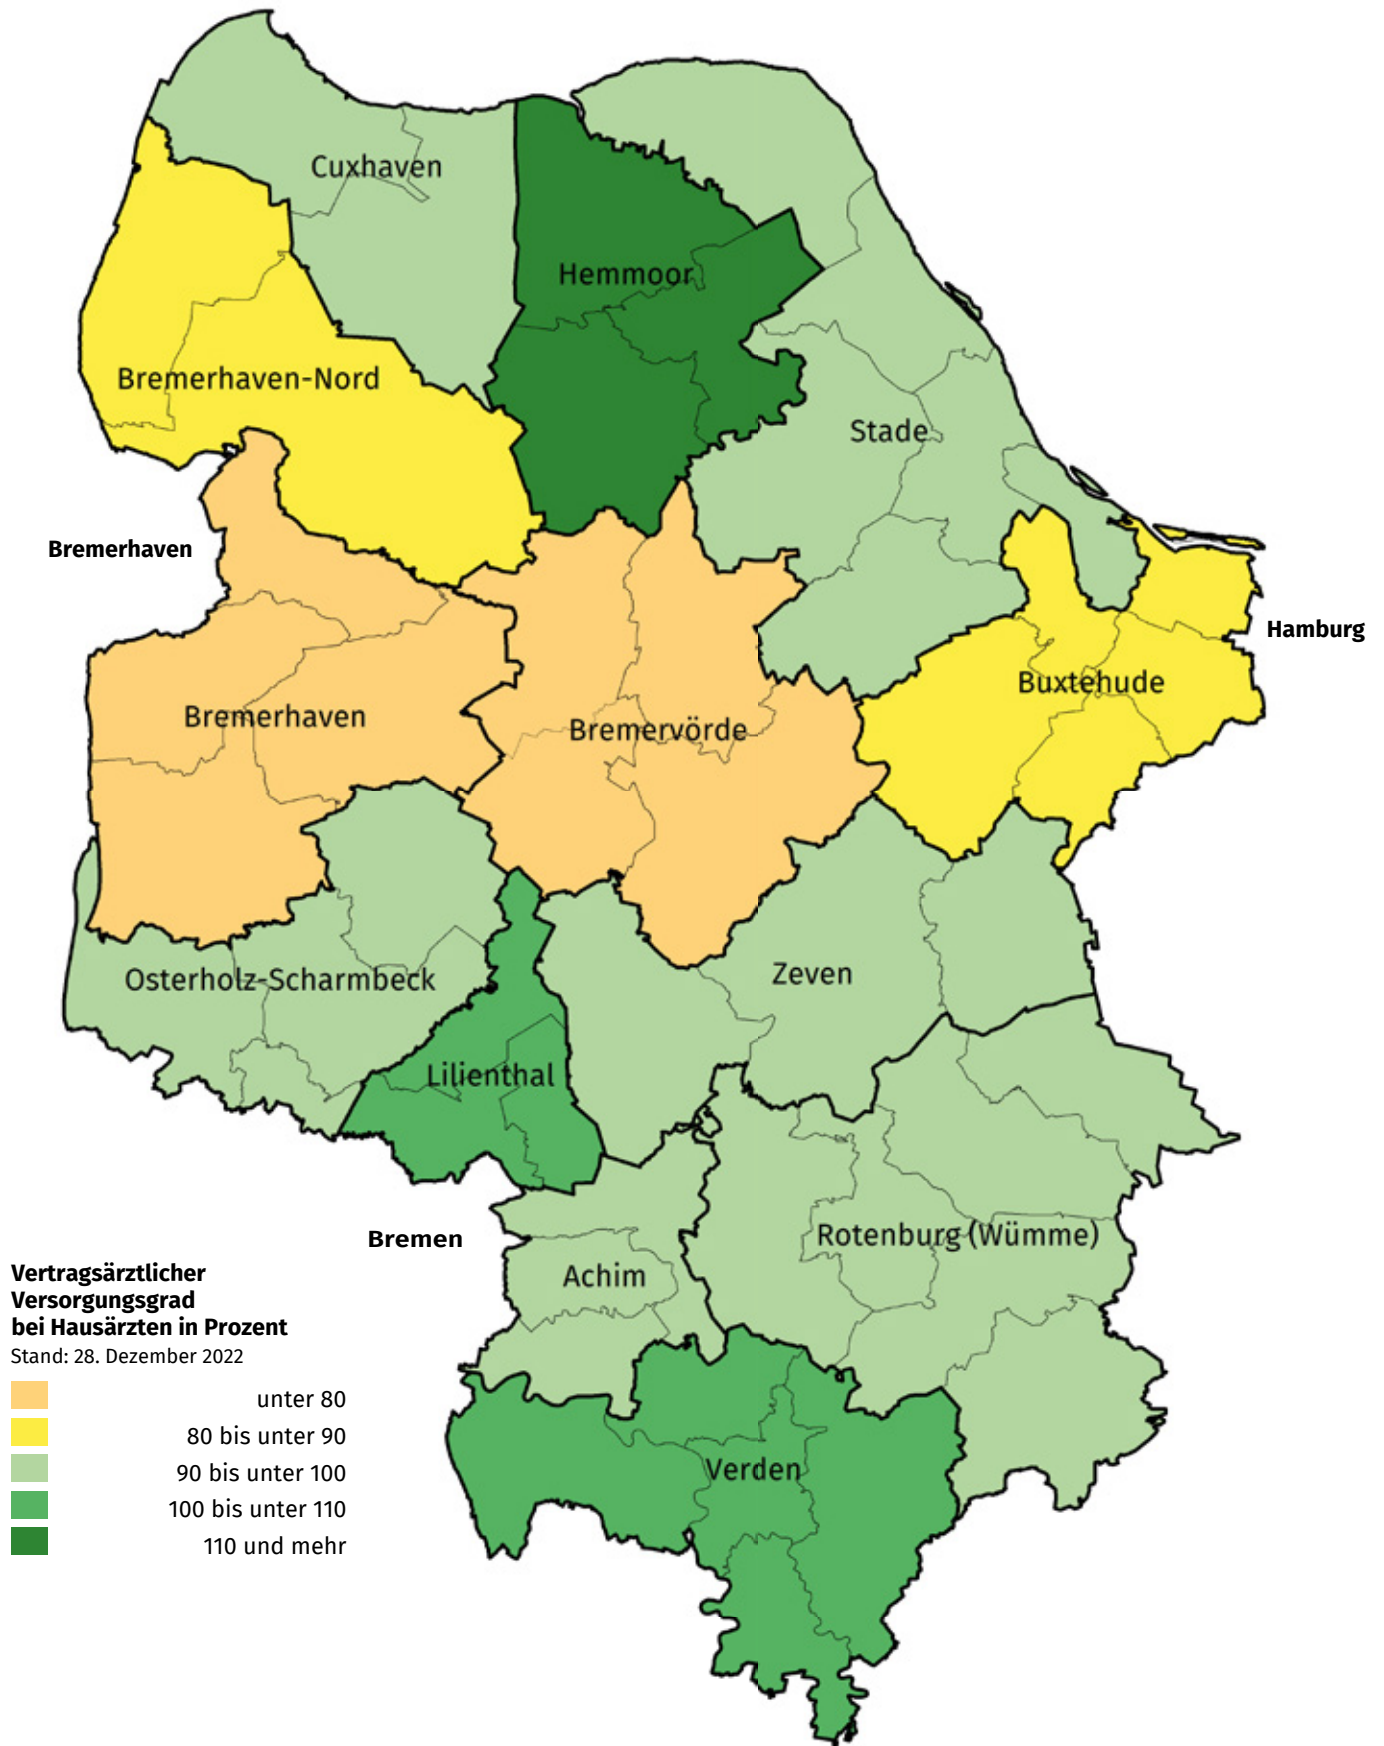 Cuxhaven
Hemmoor
Bremerhaven-Nord
Stade
Bremerhaven
Hamburg
Buxtehude
Bremerhaven
Bremervörde
Zeven
Osterholz-Scharmbeck
Lilienthal
Bremen
Rotenburg (Wümme)
Achim
Vertragsärztlicher
Versorgungsgrad
bei Hausärzten in Prozent
Stand: 28. Dezember 2022
unter 80
80 bis unter 90
90 bis unter 100
Verden
100 bis unter 110
110 und mehr